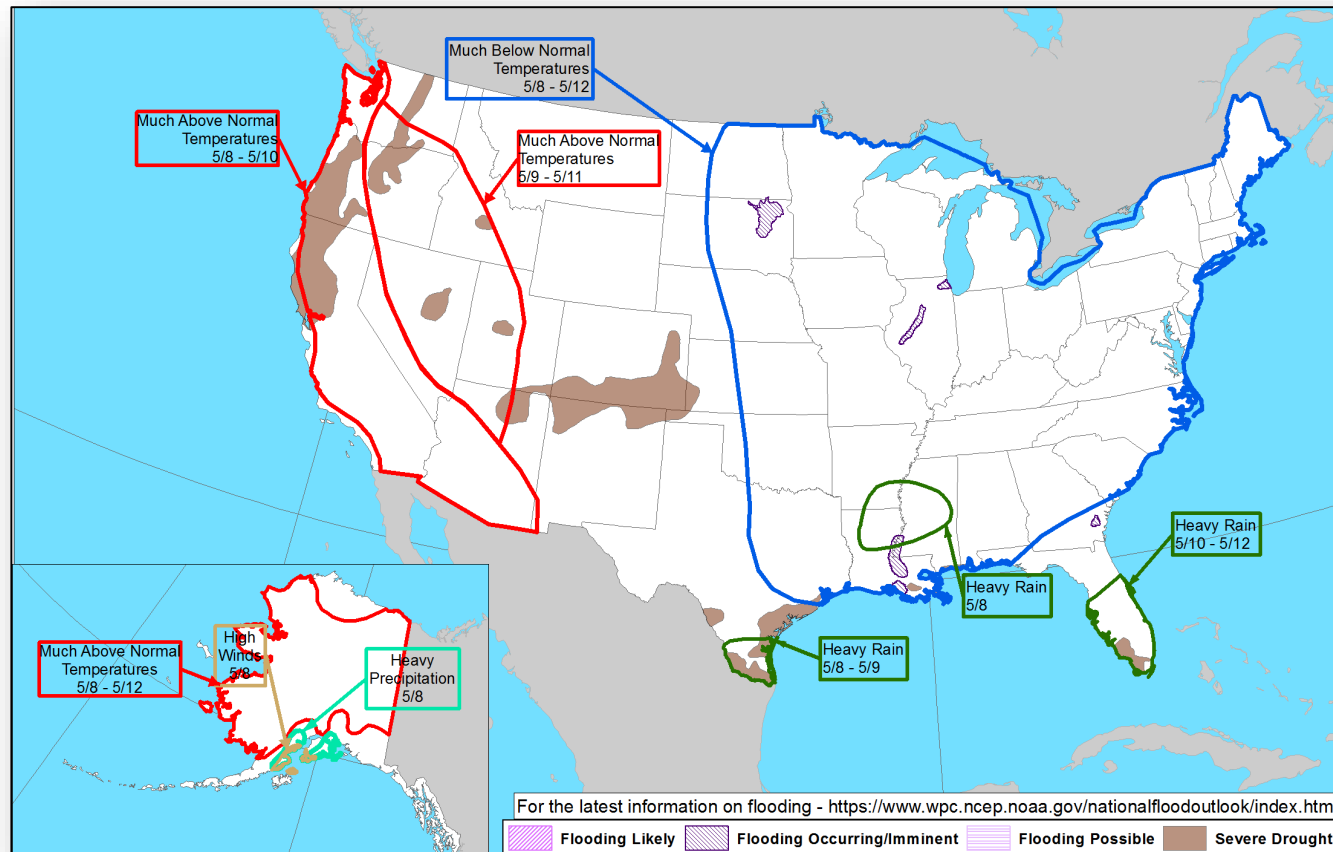 Much Below Normal
Temperatures
5/8 - 5/12
Much Above Normal
Temperatures
5/8 - 5/10
Much Above Normal
Temperatures
5/9 - 5/11
Heavy Rain
5/10 - 5/12
Heavy Rain
5/8
Heavy Rain
5/8 - 5/9
High
Winds
5/8
Much Above Normal
Temperatures
5/8 - 5/12
Heavy
Precipitation
5/8
For the latest information on flooding - https://www.wpc.ncep.noaa.gov/nationalfloodoutlook/index.htm
Flooding Likely
Flooding Occurring/Imminent
Flooding Possible
Severe Drought